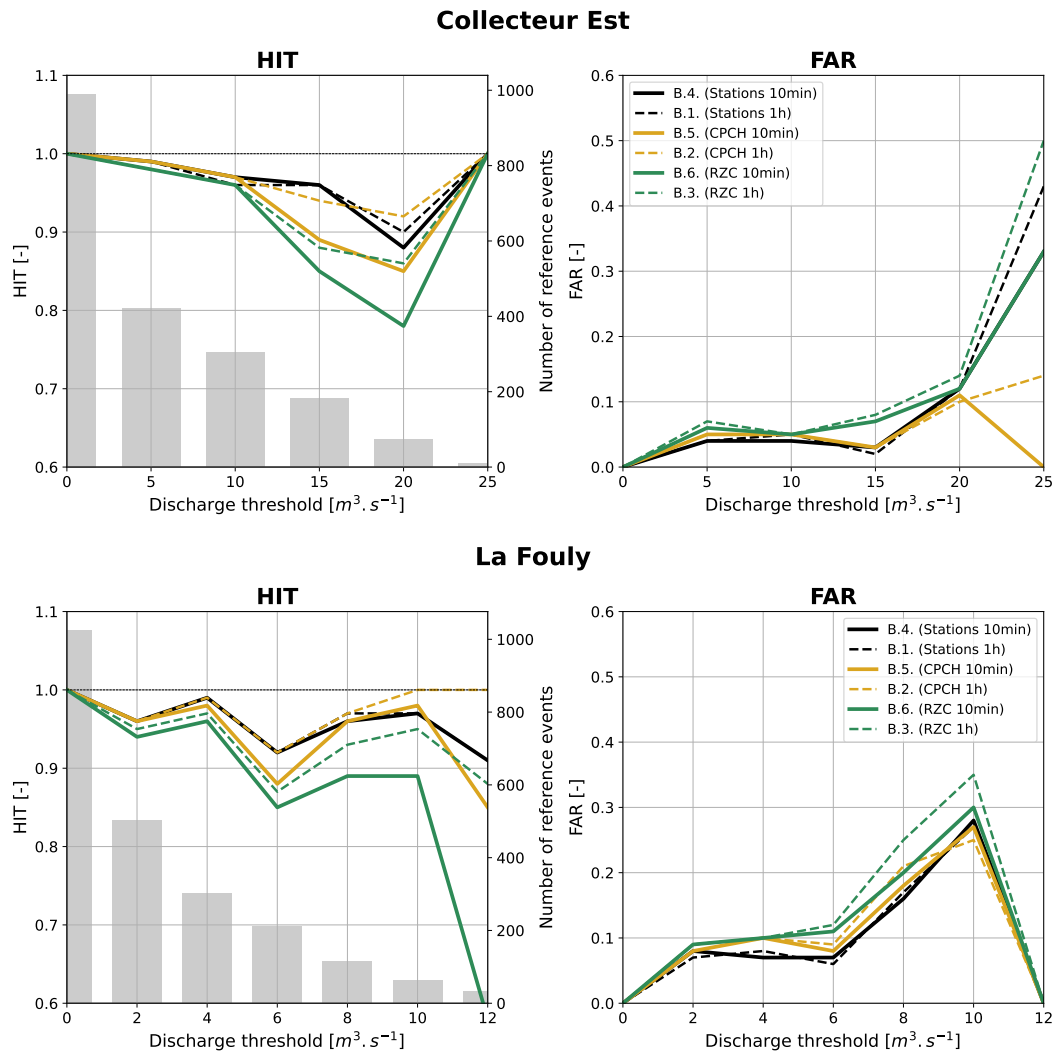 Collecteur Est
HIT
FAR
1.1
1.0
0.9
0.8
0.7
0.6
HIT [-]
0
5
10
15
20
25
Discharge threshold [m³.s⁻¹]
1000
800
600
400
200
0
Number of reference events
0.6
0.5
0.4
0.3
0.2
0.1
0.0
FAR [-]
B.4. (Stations 10min)
B.1. (Stations 1h)
B.5. (CPCH 10min)
B.2. (CPCH 1h)
B.6. (RZC 10min)
B.3. (RZC 1h)
0
5
10
15
20
25
Discharge threshold [m³.s⁻¹]
La Fouly
HIT
FAR
1.1
1.0
0.9
0.8
0.7
0.6
HIT [-]
0
2
4
6
8
10
12
Discharge threshold [m³.s⁻¹]
1000
800
600
400
200
0
Number of reference events
0.6
0.5
0.4
0.3
0.2
0.1
0.0
FAR [-]
B.4. (Stations 10min)
B.1. (Stations 1h)
B.5. (CPCH 10min)
B.2. (CPCH 1h)
B.6. (RZC 10min)
B.3. (RZC 1h)
0
2
4
6
8
10
12
Discharge threshold [m³.s⁻¹]